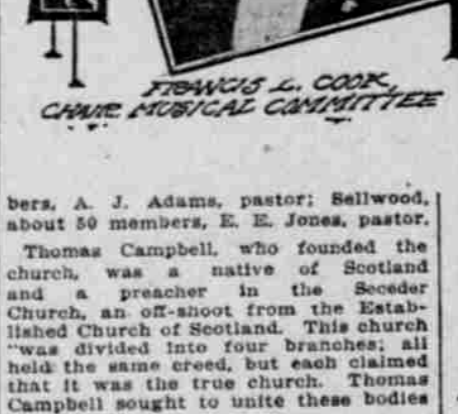 FRANCIS L. COOK,
CHAIR MUSICAL COMMITTEE
bers, A. J. Adams, pastor; Sellwood,
about 50 members, E. E. Jones, pastor.
Thomas Campbell, who founded the
church, was a native of Scotland
and a preacher in the Seceder
Church, an off-shoot from the Estab-
lished Church of Scotland. This church
"was divided into four branches; all
held the same creed, but each claimed
that it was the true church. Thomas
Campbell sought to unite these bodies